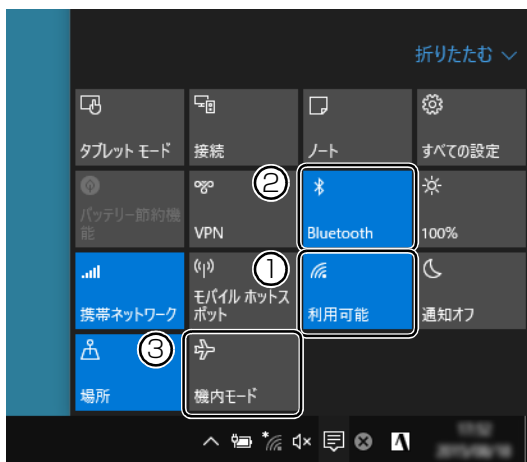 折りたたむ
タブレット モード
接続
ノート
すべての設定
バッテリー節約機
能
VPN
②
Bluetooth
100%
携帯ネットワーク
モバイル ホットス
ポット
①
利用可能
通知オフ
場所
③
機内モード